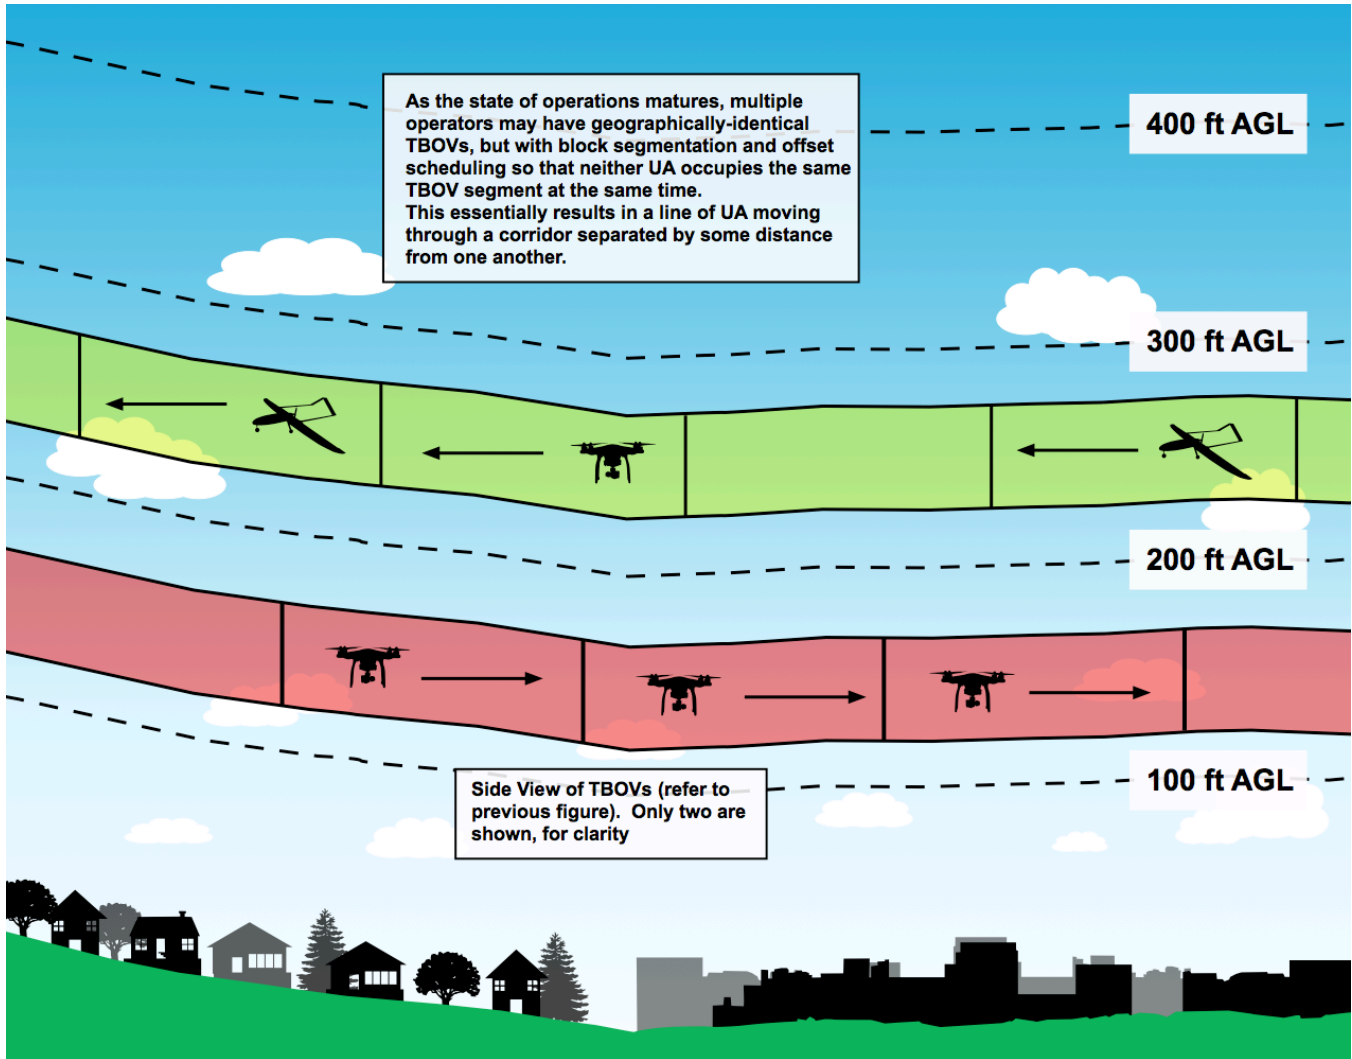 As the state of operations matures, multiple
operators may have geographically-identical
TBOVs, but with block segmentation and offset
scheduling so that neither UA occupies the same
TBOV segment at the same time.
This essentially results in a line of UA moving
through a corridor separated by some distance
from one another.
400 ft AGL
300 ft AGL
200 ft AGL
100 ft AGL
Side View of TBOVs (refer to
previous figure).  Only two are
shown, for clarity